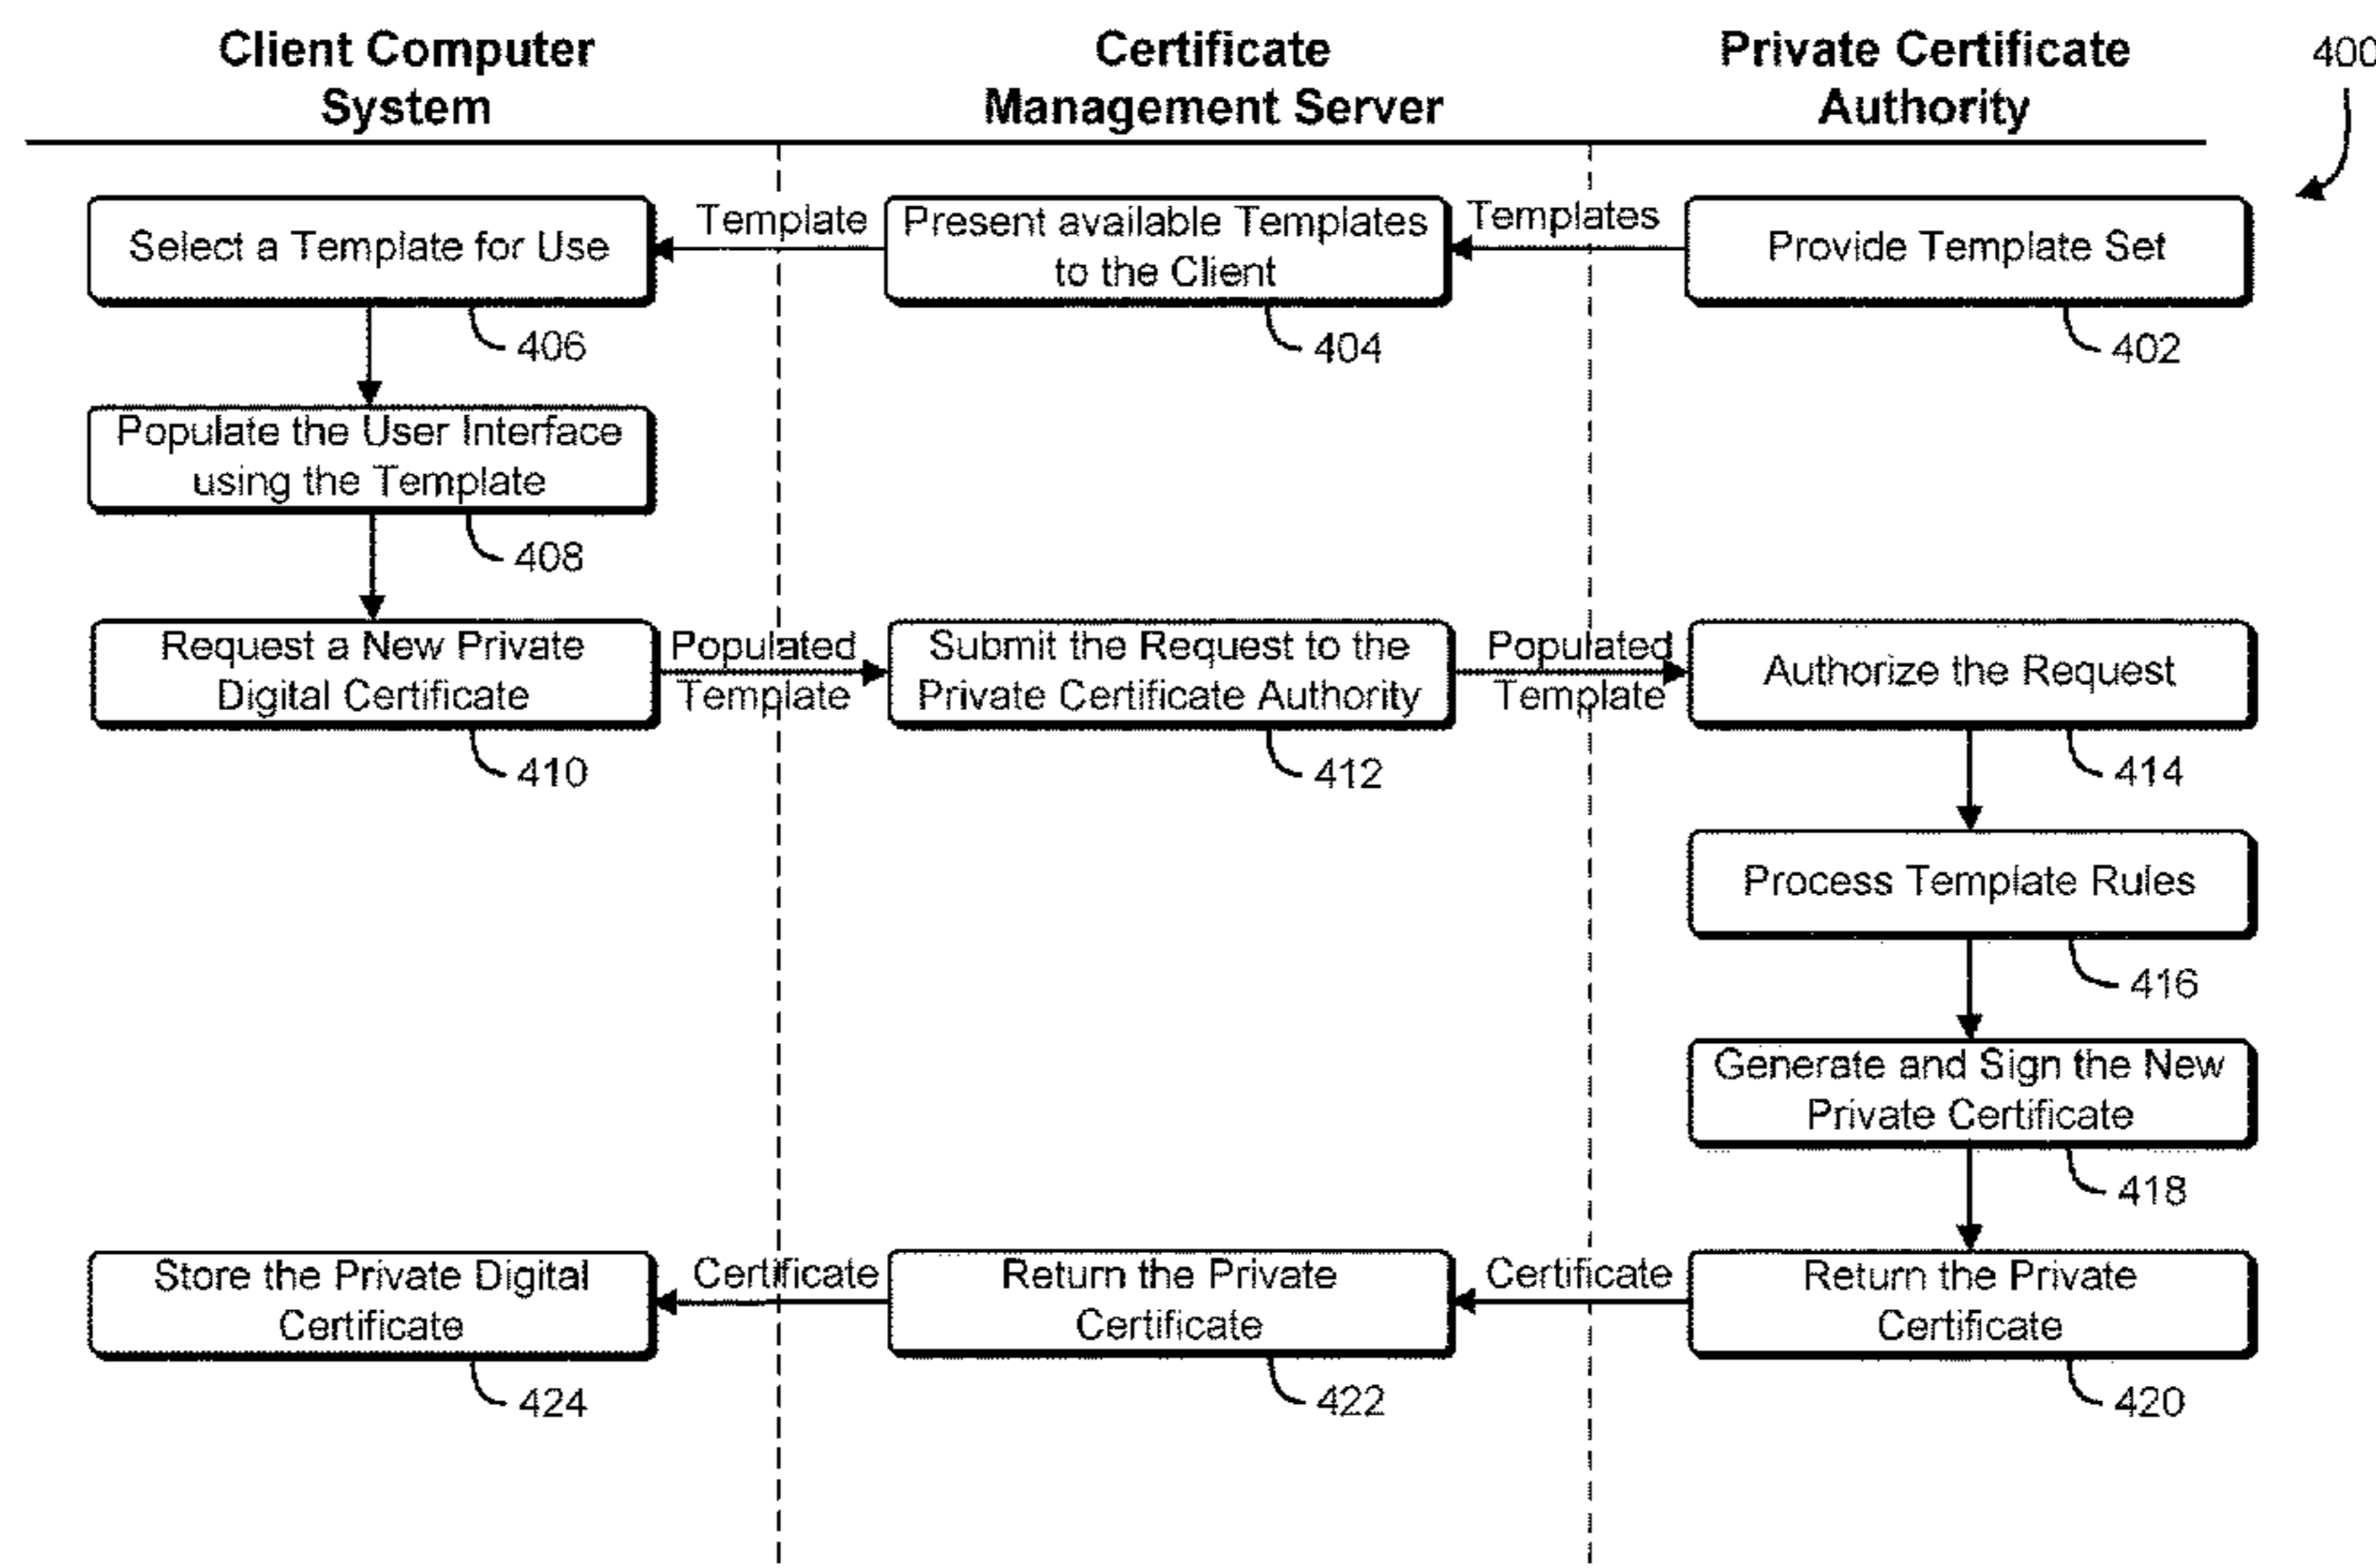 Client Computer
System
Certificate
Management Server
Private Certificate
Authority
400
Select a Template for Use
406
Template
Present available Templates
to the Client
404
Templates
Provide Template Set
402
Populate the User Interface
using the Template
408
Request a New Private
Digital Certificate
410
Populated
Template
Submit the Request to the
Private Certificate Authority
412
Populated
Template
Authorize the Request
414
Process Template Rules
416
Generate and Sign the New
Private Certificate
418
Store the Private Digital
Certificate
424
Certificate
Return the Private
Certificate
422
Certificate
Return the Private
Certificate
420